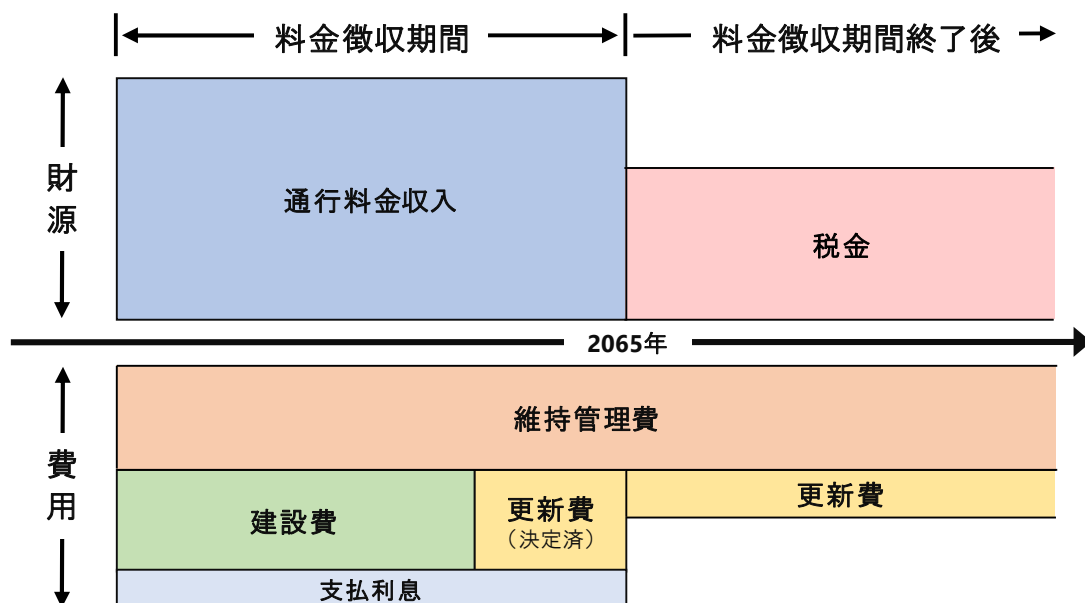 料金徴収期間
料金徴収期間終了後
財源
通行料金収入
税金
2065年
費用
維持管理費
建設費
更新費
（決定済）
更新費
支払利息